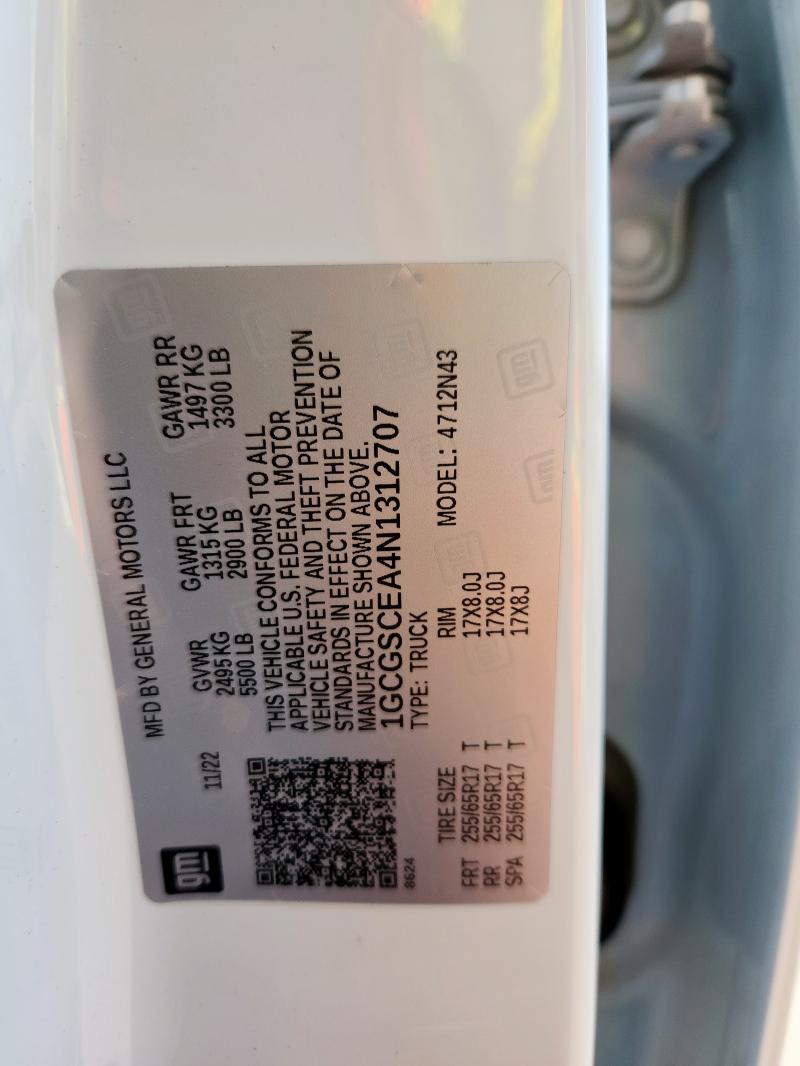 gm
MFD BY GENERAL MOTORS LLC
11/22
GVWR GAWR FRT GAWR RR
2495KG 1315 KG 1497 KG
5500 LB 2900 LB 3300 LB
THIS VEHICLE CONFORMS TO ALL
APPLICABLE U.S. FEDERAL MOTOR
VEHICLE SAFETY AND THEFT PREVENTION
STANDARDS IN EFFECT ON THE DATE OF
MANUFACTURE SHOWN ABOVE.
1GCGSCEA4N1312707
8624 TYPE: TRUCK
TIRE SIZE RIM MODEL: 4712N43
FRT 255/65R17 T 17X8.0J
RR 255/65R17 T 17X8.0J
SPA 255/65R17 T 17X8J